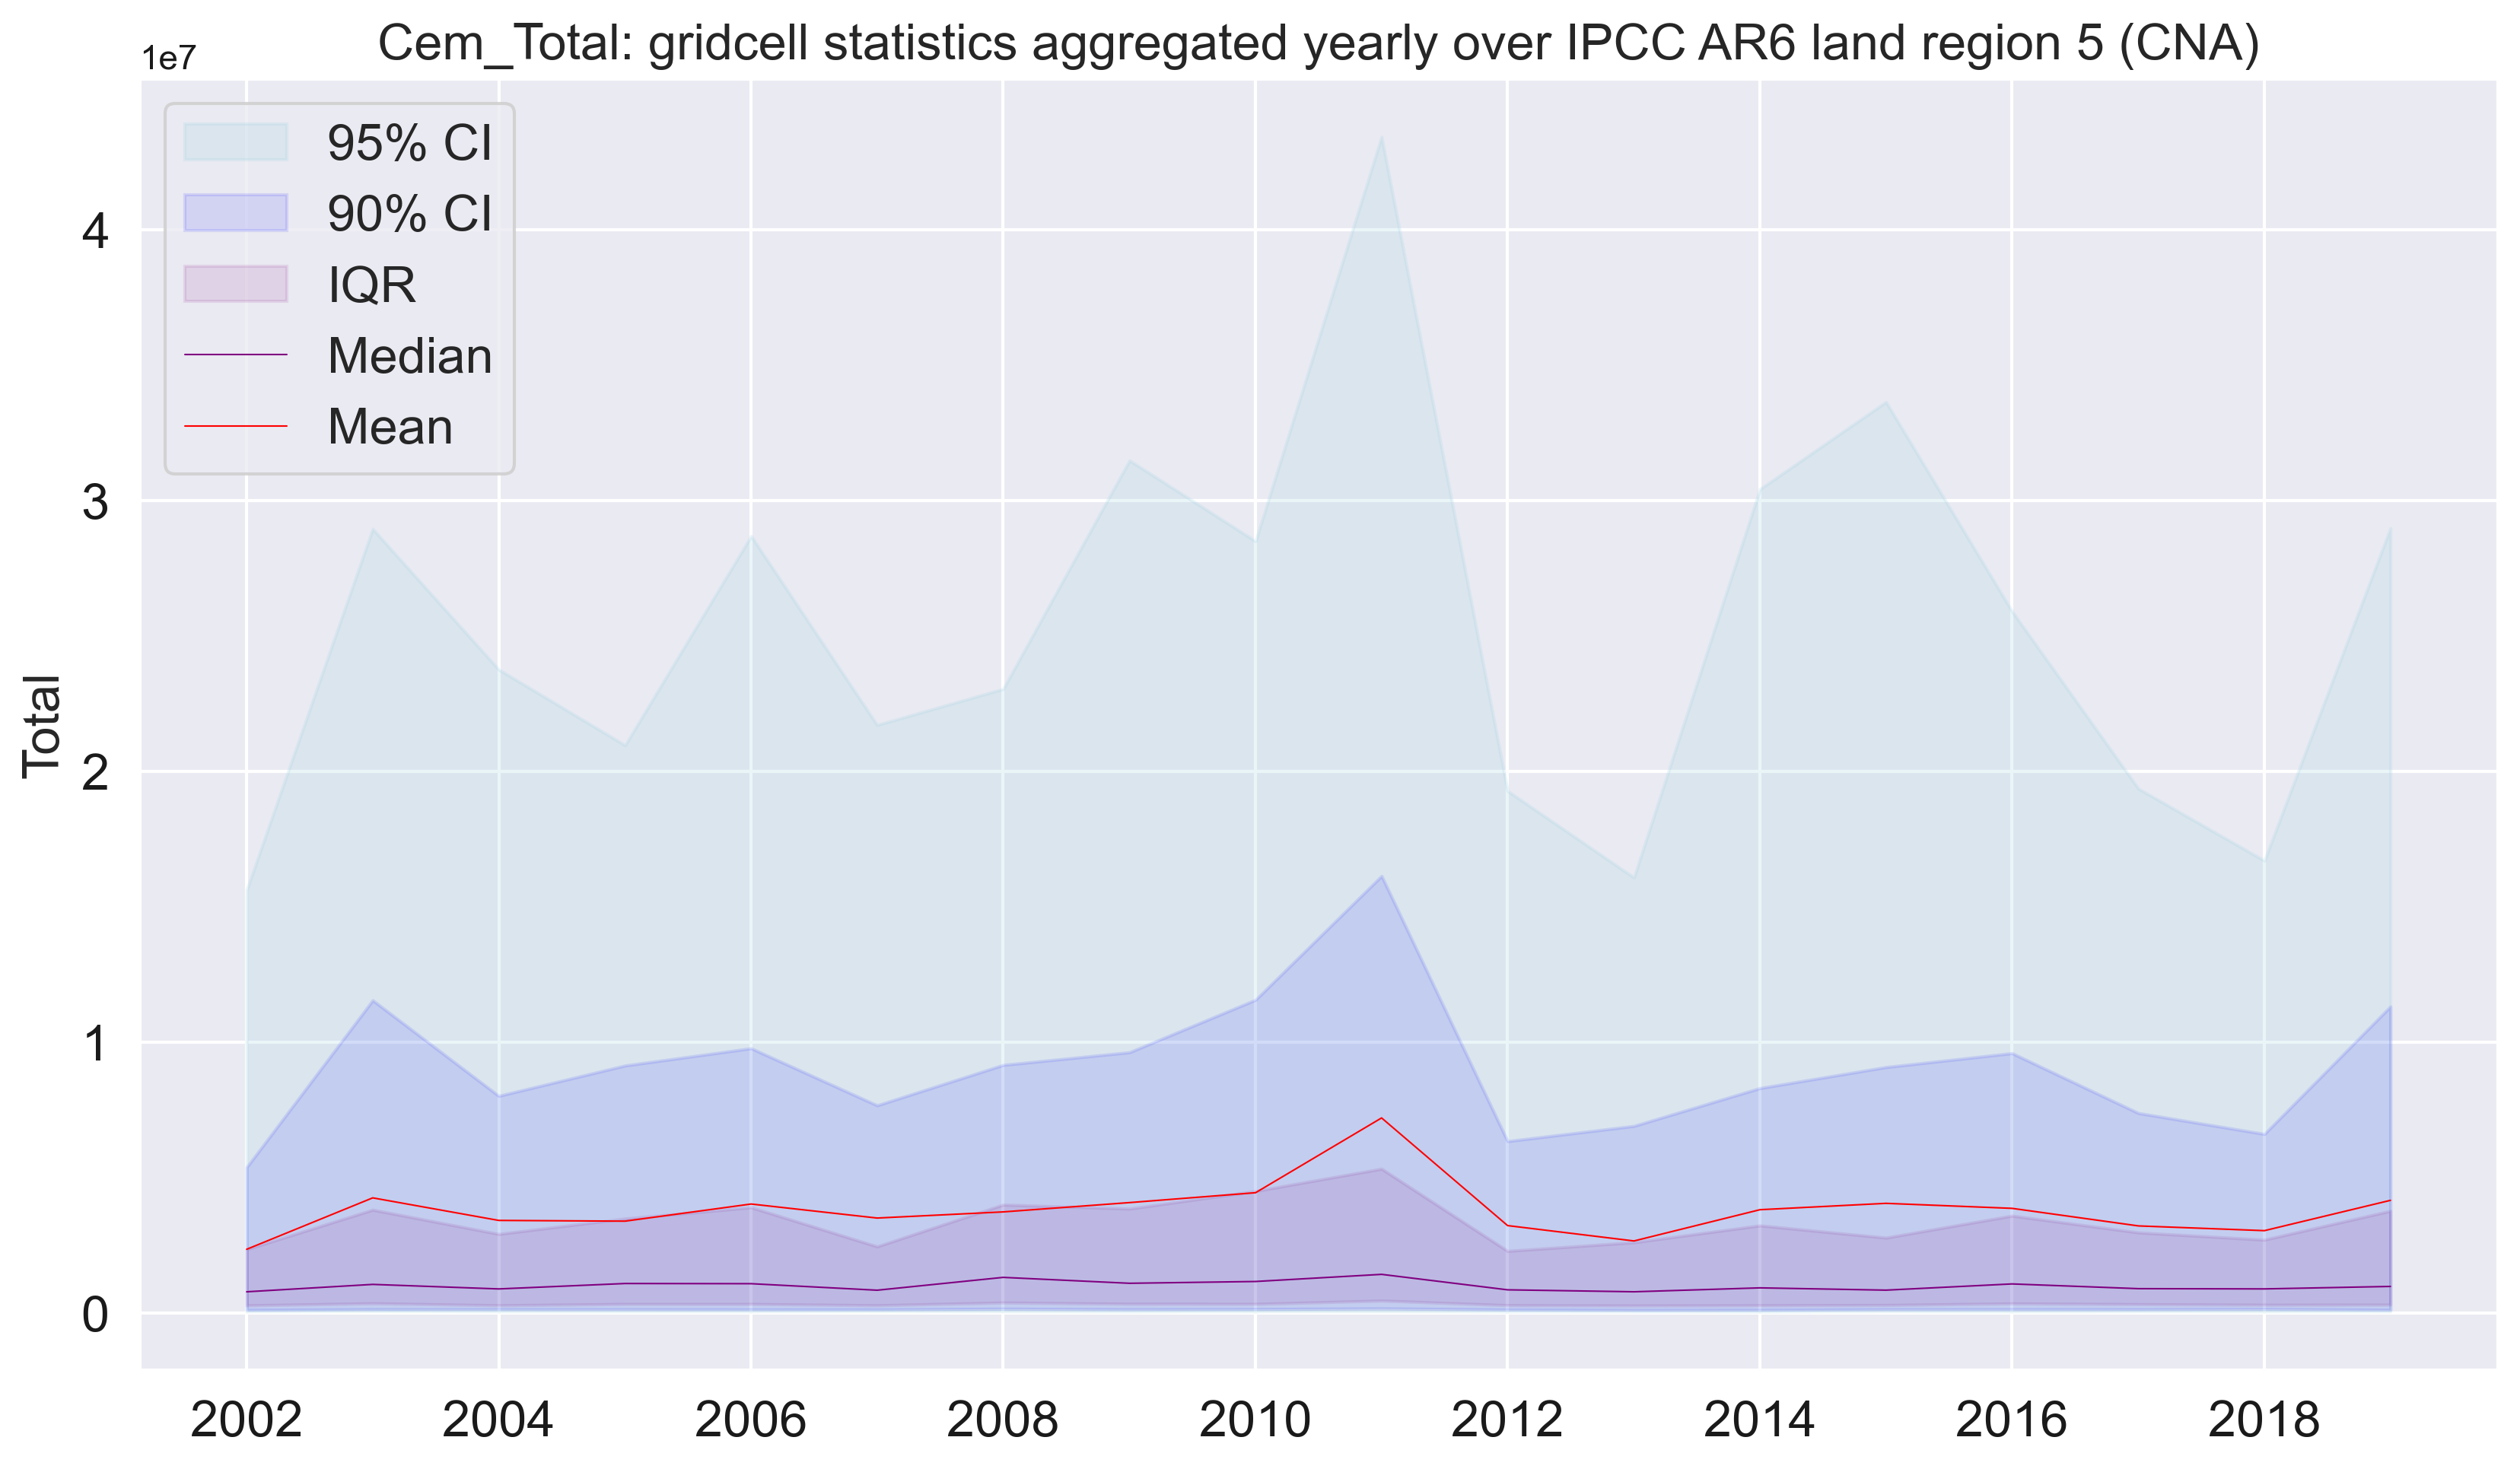 Cem_Total: gridcell statistics aggregated yearly over IPCC AR6 land region 5 (CNA)
1e7
95% CI
90% CI
IQR
Median
Mean
Total
4
3
2
1
0
2002 2004 2006 2008 2010 2012 2014 2016 2018